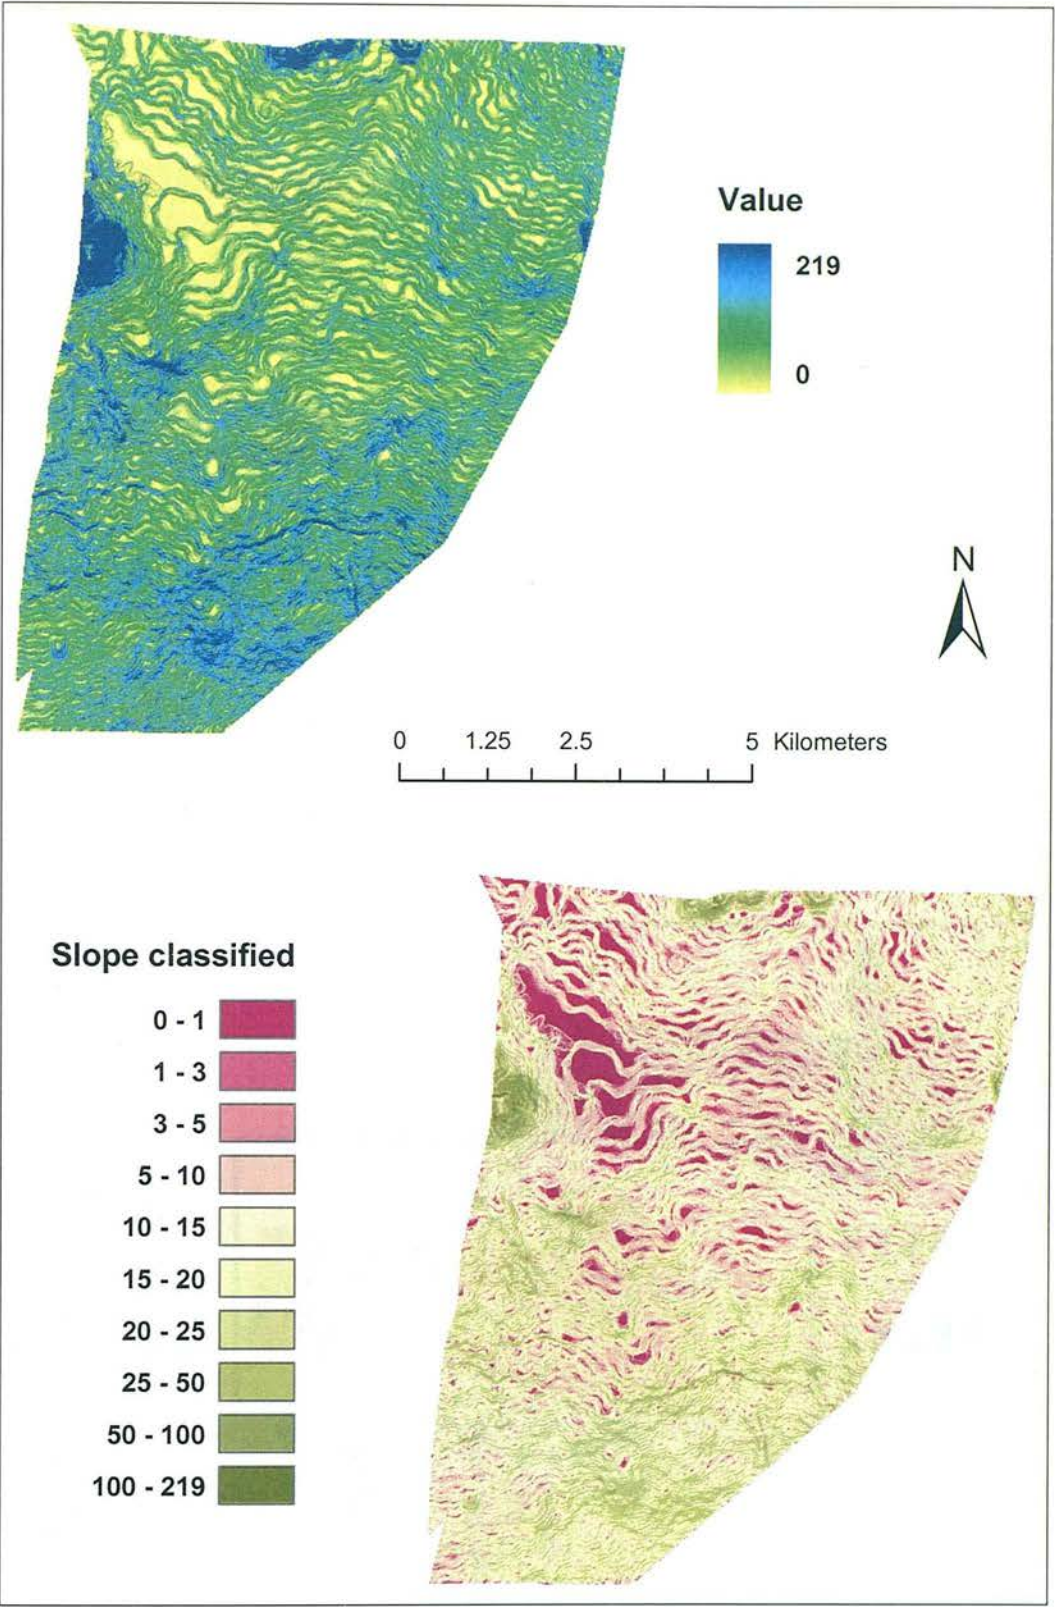 Value
219
0
N
0 1.25 2.5 5 Kilometers
Slope classified
0 - 1
1 - 3
3 - 5
5 - 10
10 - 15
15 - 20
20 - 25
25 - 50
50 - 100
100 - 219